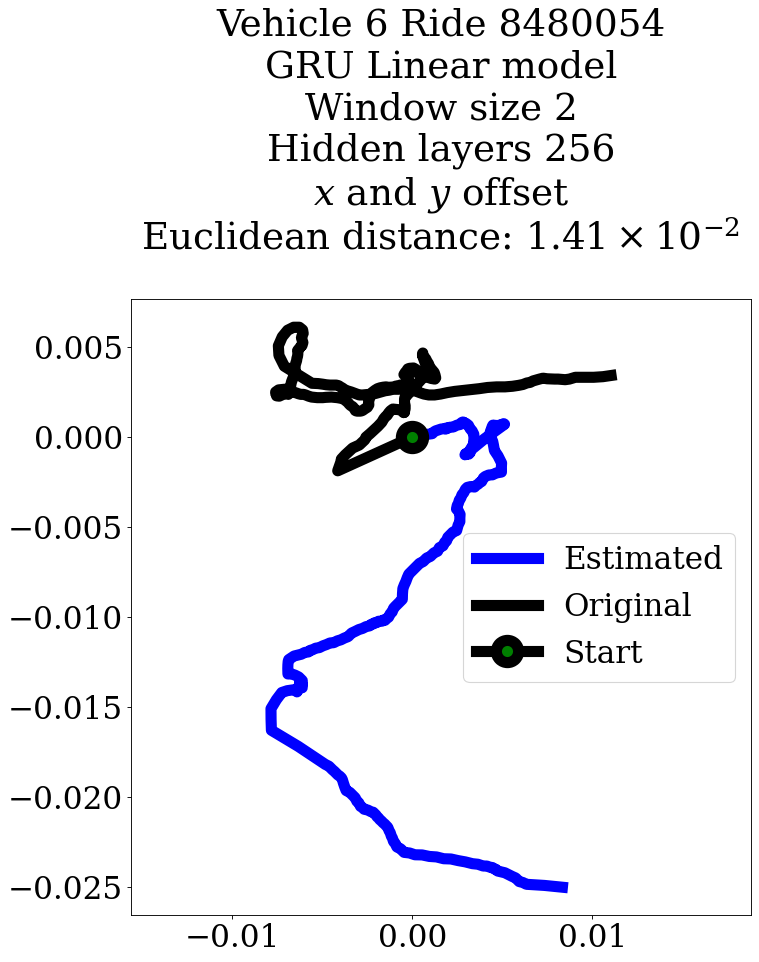 Vehicle 6 Ride 8480054
GRU Linear model
Window size 2
Hidden layers 256
x and y offset
Euclidean distance: 1.41 × 10⁻²
0.005
0.000
−0.005
−0.010
−0.015
−0.020
−0.025
Estimated
Original
Start
−0.01 0.00 0.01